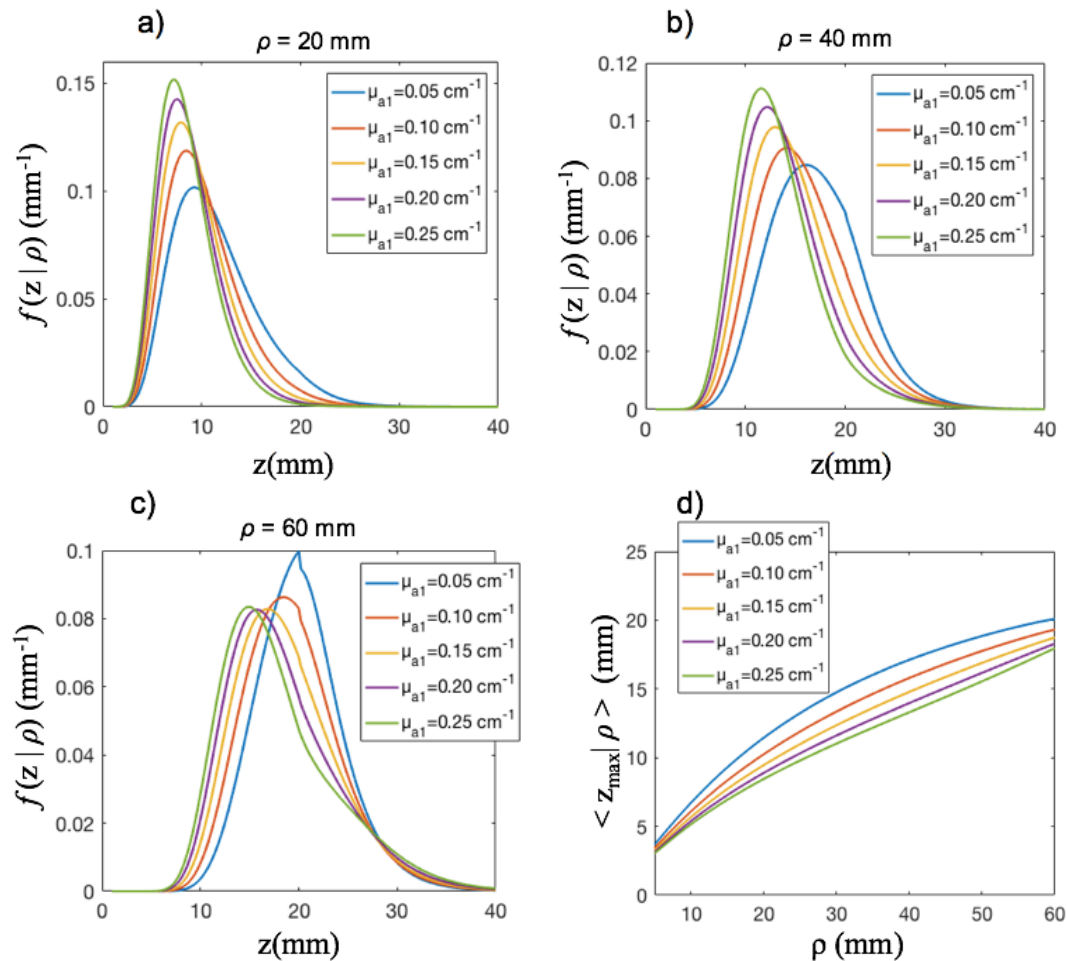 a)
ρ = 20 mm
f (z | ρ) (mm⁻¹)
0.15
0.1
0.05
0
μₐ₁=0.05 cm⁻¹
μₐ₁=0.10 cm⁻¹
μₐ₁=0.15 cm⁻¹
μₐ₁=0.20 cm⁻¹
μₐ₁=0.25 cm⁻¹
0 10 20 30 40
z(mm)
b)
ρ = 40 mm
f (z | ρ) (mm⁻¹)
0.12
0.1
0.08
0.06
0.04
0.02
0
μₐ₁=0.05 cm⁻¹
μₐ₁=0.10 cm⁻¹
μₐ₁=0.15 cm⁻¹
μₐ₁=0.20 cm⁻¹
μₐ₁=0.25 cm⁻¹
0 10 20 30 40
z(mm)
c)
ρ = 60 mm
f (z | ρ) (mm⁻¹)
0.1
0.08
0.06
0.04
0.02
0
μₐ₁=0.05 cm⁻¹
μₐ₁=0.10 cm⁻¹
μₐ₁=0.15 cm⁻¹
μₐ₁=0.20 cm⁻¹
μₐ₁=0.25 cm⁻¹
0 10 20 30 40
z(mm)
d)
μₐ₁=0.05 cm⁻¹
μₐ₁=0.10 cm⁻¹
μₐ₁=0.15 cm⁻¹
μₐ₁=0.20 cm⁻¹
μₐ₁=0.25 cm⁻¹
< zₘₐₓ| ρ > (mm)
25
20
15
10
5
0
10 20 30 40 50 60
ρ (mm)